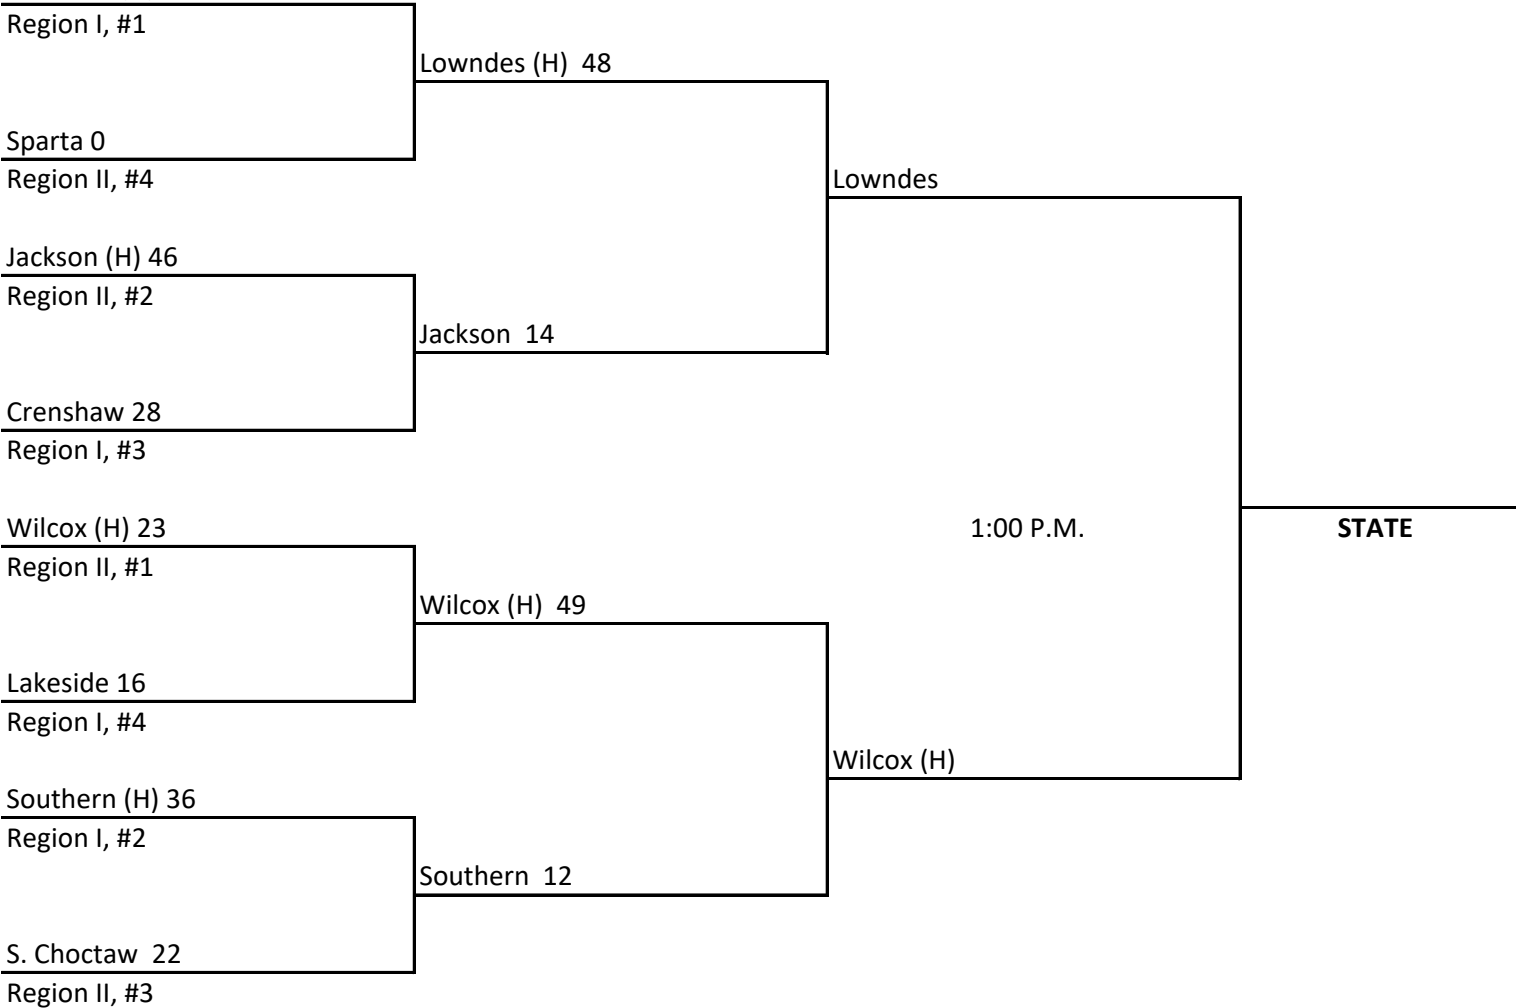 Region I, #1
Lowndes (H)  48
Sparta 0
Region II, #4
Lowndes
Jackson (H) 46
Region II, #2
Jackson  14
Crenshaw 28
Region I, #3
Wilcox (H) 23
1:00 P.M.
STATE
Region II, #1
Wilcox (H)  49
Lakeside 16
Region I, #4
Wilcox (H)
Southern (H) 36
Region I, #2
Southern  12
S. Choctaw  22
Region II, #3